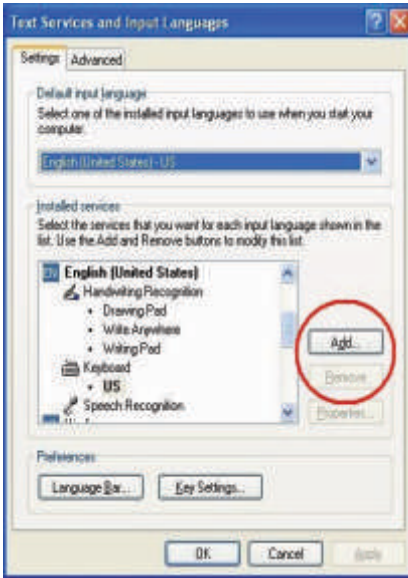 Text Services and Input Languages
Settings
Advanced
Default input language
Select one of the installed input languages to use when you start your
computer.
English (United States) - US
Installed services
Select the services that you want for each input language shown in the
list. Use the Add and Remove buttons to modify this list.
EN English (United States)
Handwriting Recognition
• Drawing Pad
• Write Anywhere
• Writing Pad
Keyboard
• US
Speech Recognition
Add...
Remove
Properties...
Preferences
Language Bar...
Key Settings...
OK
Cancel
Apply